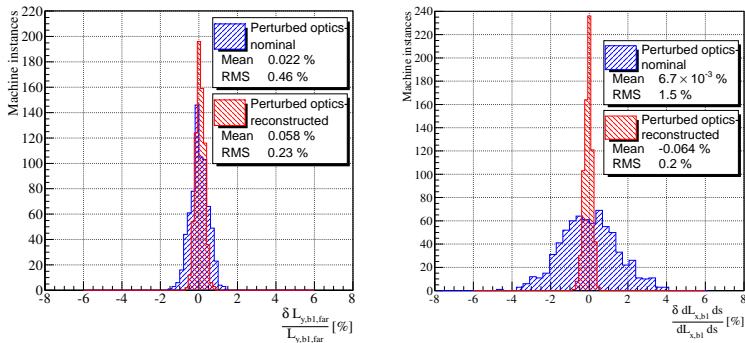 Machine instances
220
200
180
160
140
120
100
80
60
40
20
0
-8 -6 -4 -2 0 2 4 6 8
Perturbed optics-
nominal
Mean 0.022 %
RMS 0.46 %
Perturbed optics-
reconstructed
Mean 0.058 %
RMS 0.23 %
δ L_y,b1,far
L_y,b1,far
[%]
Machine instances
240
220
200
180
160
140
120
100
80
60
40
20
0
-8 -6 -4 -2 0 2 4 6 8
Perturbed optics-
nominal
Mean 6.7 × 10⁻³ %
RMS 1.5 %
Perturbed optics-
reconstructed
Mean -0.064 %
RMS 0.2 %
δ dL_x,b1 ds
dL_x,b1 ds
[%]